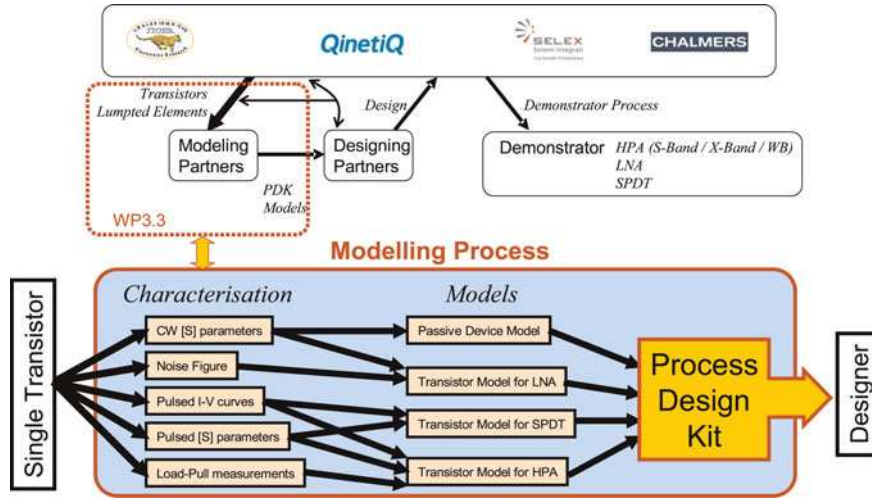 TIGER
QinetiQ
SELEX
Sistemi Integrati
CHALMERS
Transistors
Lumpted Elements
Design
Demonstrator Process
Modeling
Partners
Designing
Partners
Demonstrator
HPA (S-Band / X-Band / WB)
LNA
SPDT
PDK
Models
WP3.3
Modelling Process
Single Transistor
Characterisation
Models
CW [S] parameters
Passive Device Model
Noise Figure
Transistor Model for LNA
Pulsed I-V curves
Transistor Model for SPDT
Pulsed [S] parameters
Load-Pull measurements
Transistor Model for HPA
Process
Design
Kit
Designer